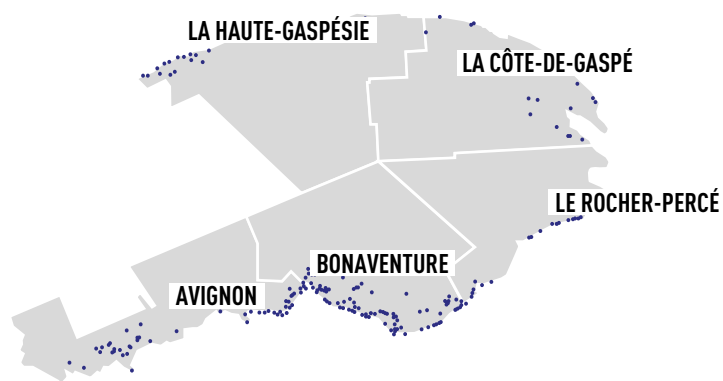 LA HAUTE-GASPÉSIE
LA CÔTE-DE-GASPÉ
LE ROCHER-PERCÉ
BONAVENTURE
AVIGNON